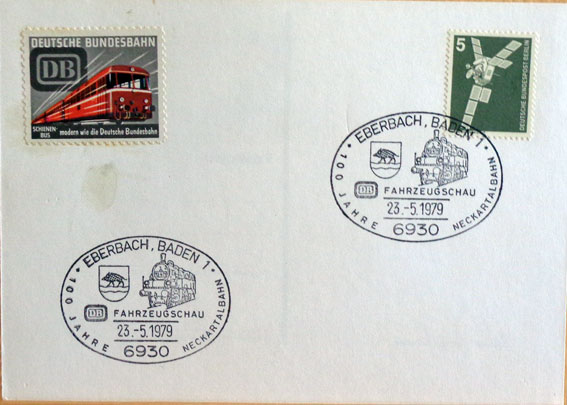 DEUTSCHE BUNDESBAHN
DB
SCHIENEN-
BUS modern wie die Deutsche Bundesbahn
5
DEUTSCHE BUNDESPOST BERLIN
EBERBACH, BADEN 1
100 JAHRE NECKARTALBAHN
DB FAHRZEUGSCHAU
23.-5.1979
6930
EBERBACH, BADEN 1
100 JAHRE NECKARTALBAHN
DB FAHRZEUGSCHAU
23.-5.1979
6930